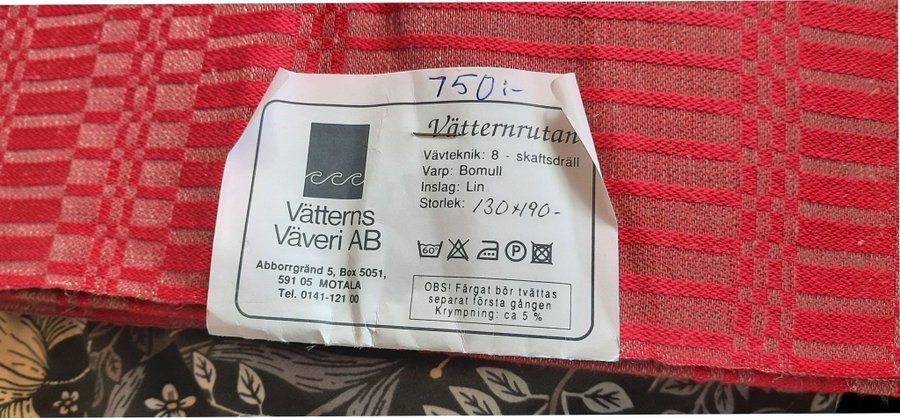 750:-
Vätternrutan
Vävteknik: 8 - skaftsdräll
Varp: Bomull
Inslag: Lin
Storlek: 130x190-
Vätterns
Väveri AB
Abborrgränd 5, Box 5051,
591 05 MOTALA
Tel. 0141-121 00
60°
P
OBS! Färgat bör tvättas
separat första gången
Krympning: ca 5 %